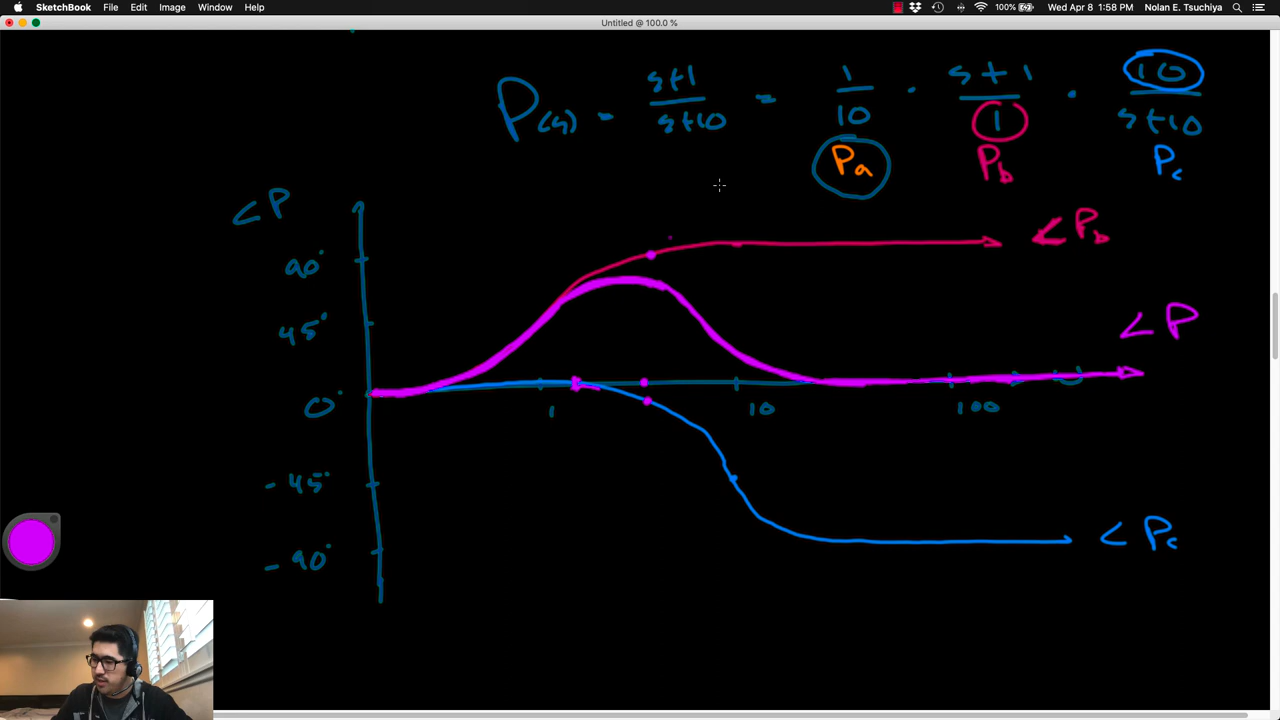 SketchBook File Edit Image Window Help 100% Wed Apr 8 1:58 PM Nolan E. Tsuchiya
Untitled @ 100.0 %
P(s) = s+1 / s+10 = 1 / 10 · s+1 / 1 · 10 / s+10
Pa Pb Pc
<P
<Pb
90°
45°
<P
0° 1 10 100
-45°
<Pc
-90°